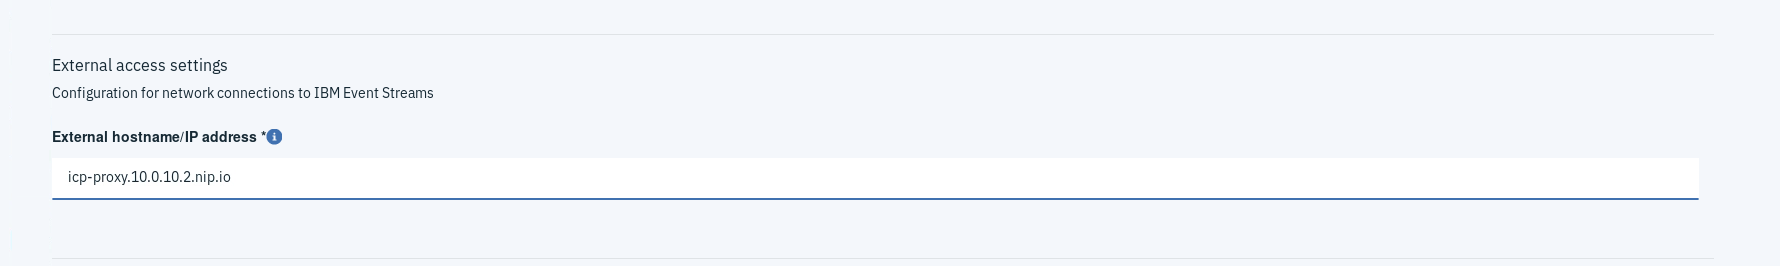 External access settings
Configuration for network connections to IBM Event Streams
External hostname/IP address *
icp-proxy.10.0.10.2.nip.io